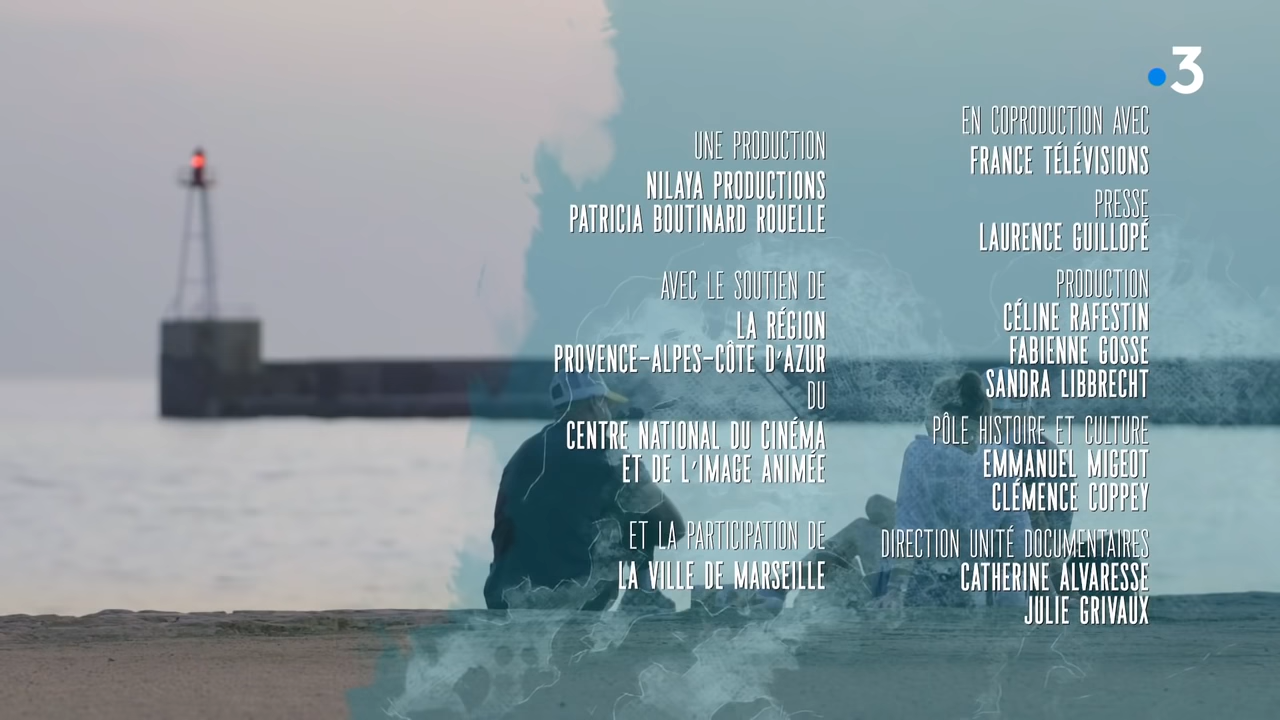 3
UNE PRODUCTION
NILAYA PRODUCTIONS
PATRICIA BOUTINARD ROUELLE
AVEC LE SOUTIEN DE
LA RÉGION
PROVENCE-ALPES-CÔTE D'AZUR
DU
CENTRE NATIONAL DU CINÉMA
ET DE L'IMAGE ANIMÉE
ET LA PARTICIPATION DE
LA VILLE DE MARSEILLE
EN COPRODUCTION AVEC
FRANCE TÉLÉVISIONS
PRESSE
LAURENCE GUILLOPÉ
PRODUCTION
CÉLINE RAFESTIN
FABIENNE GOSSE
SANDRA LIBBRECHT
PÔLE HISTOIRE ET CULTURE
EMMANUEL MIGEOT
CLÉMENCE COPPEY
DIRECTION UNITÉ DOCUMENTAIRES
CATHERINE ALVARESSE
JULIE GRIVAUX